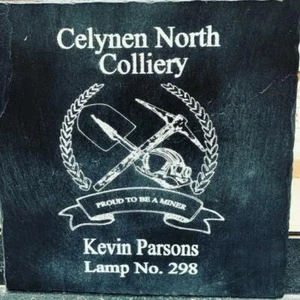 Celynen North
Colliery
PROUD TO BE A MINER
Kevin Parsons
Lamp No. 298